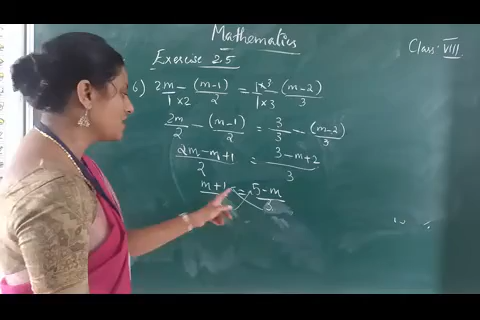 Mathematics
Class: VIII
Exercise 2.5
6) 2m/1×2 - (m-1)/2 = 1×3/1×3 (m-2)/3
2m/2 - (m-1)/2 = 3/3 - (m-2)/3
2m-m+1/2 = 3-m+2/3
m+1 = 5-m/3